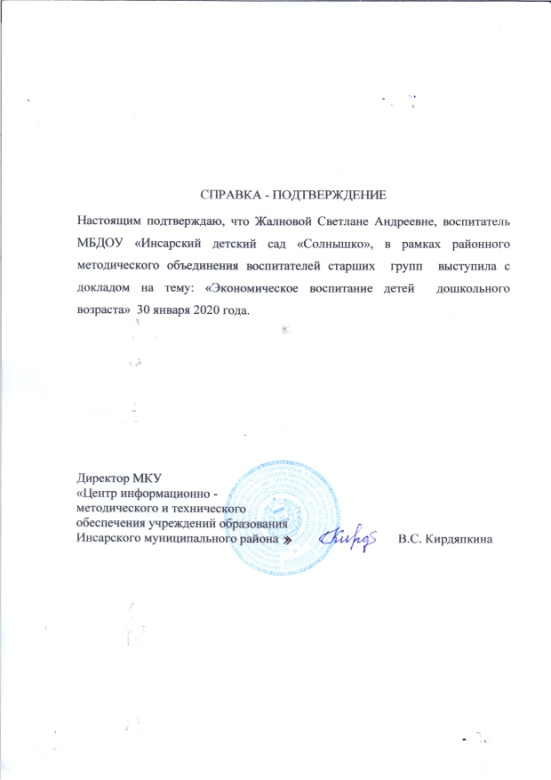 СПРАВКА - ПОДТВЕРЖДЕНИЕ
Настоящим подтверждаю, что Жалновой Светлане Андреевне, воспитатель
МБДОУ «Инсарский детский сад «Солнышко», в рамках районного
методического объединения воспитателей старших групп выступила с
докладом на тему: «Экономическое воспитание детей дошкольного
возраста» 30 января 2020 года.
Директор МКУ
«Центр информационно -
методического и технического
обеспечения учреждений образования
Инсарского муниципального района »
В.С. Кирдяпкина